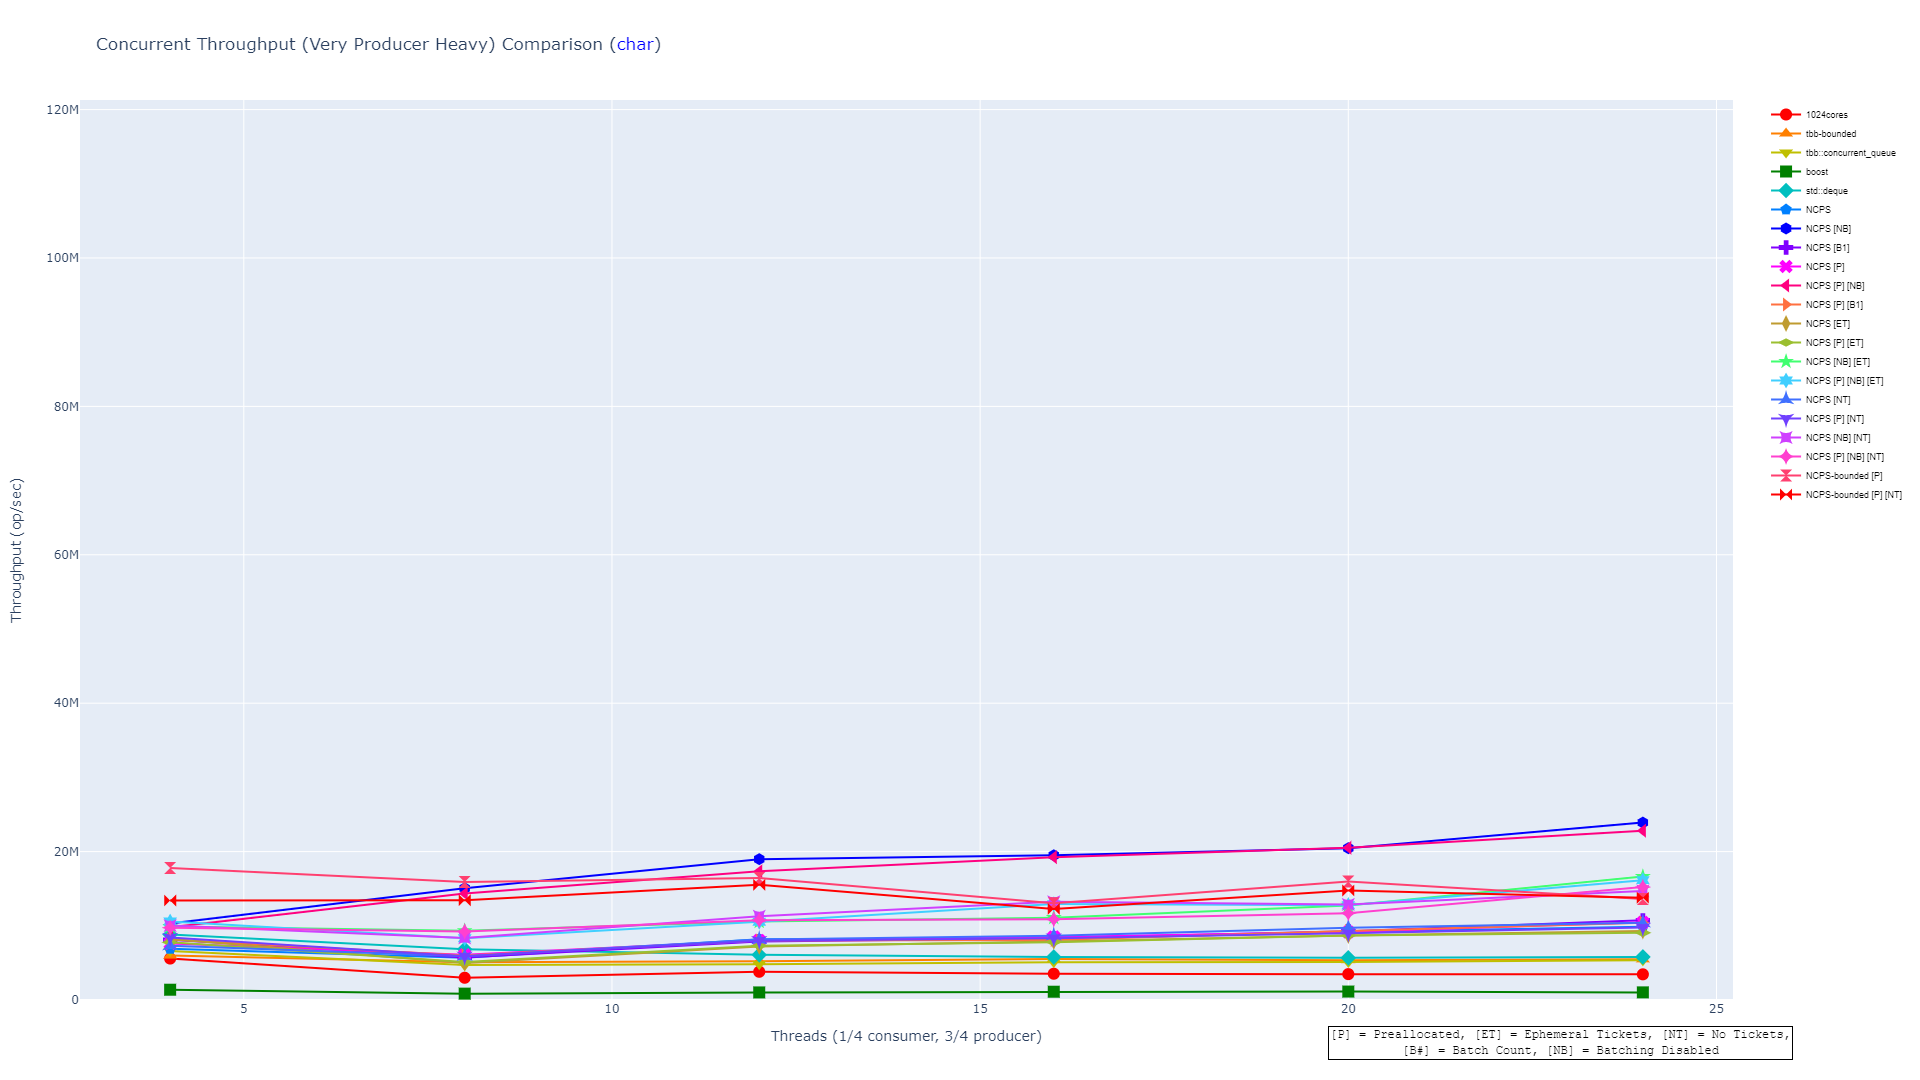 Concurrent Throughput (Very Producer Heavy) Comparison (char)
120M
100M
80M
60M
40M
20M
0
Throughput (op/sec)
5
10
15
20
25
Threads (1/4 consumer, 3/4 producer)
1024cores
tbb-bounded
tbb::concurrent_queue
boost
std::deque
NCPS
NCPS [NB]
NCPS [B1]
NCPS [P]
NCPS [P] [NB]
NCPS [P] [B1]
NCPS [ET]
NCPS [P] [ET]
NCPS [NB] [ET]
NCPS [P] [NB] [ET]
NCPS [NT]
NCPS [P] [NT]
NCPS [NB] [NT]
NCPS [P] [NB] [NT]
NCPS-bounded [P]
NCPS-bounded [P] [NT]
[P] = Preallocated, [ET] = Ephemeral Tickets, [NT] = No Tickets,
[B#] = Batch Count, [NB] = Batching Disabled